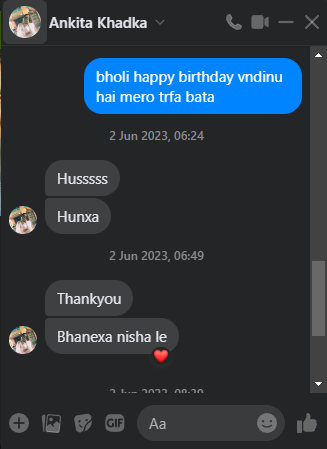 Ankita Khadka
bholi happy birthday vndinu
hai mero trfa bata
2 Jun 2023, 06:24
Husssss
Hunxa
2 Jun 2023, 06:49
Thankyou
Bhanexa nisha le
GIF
Aa